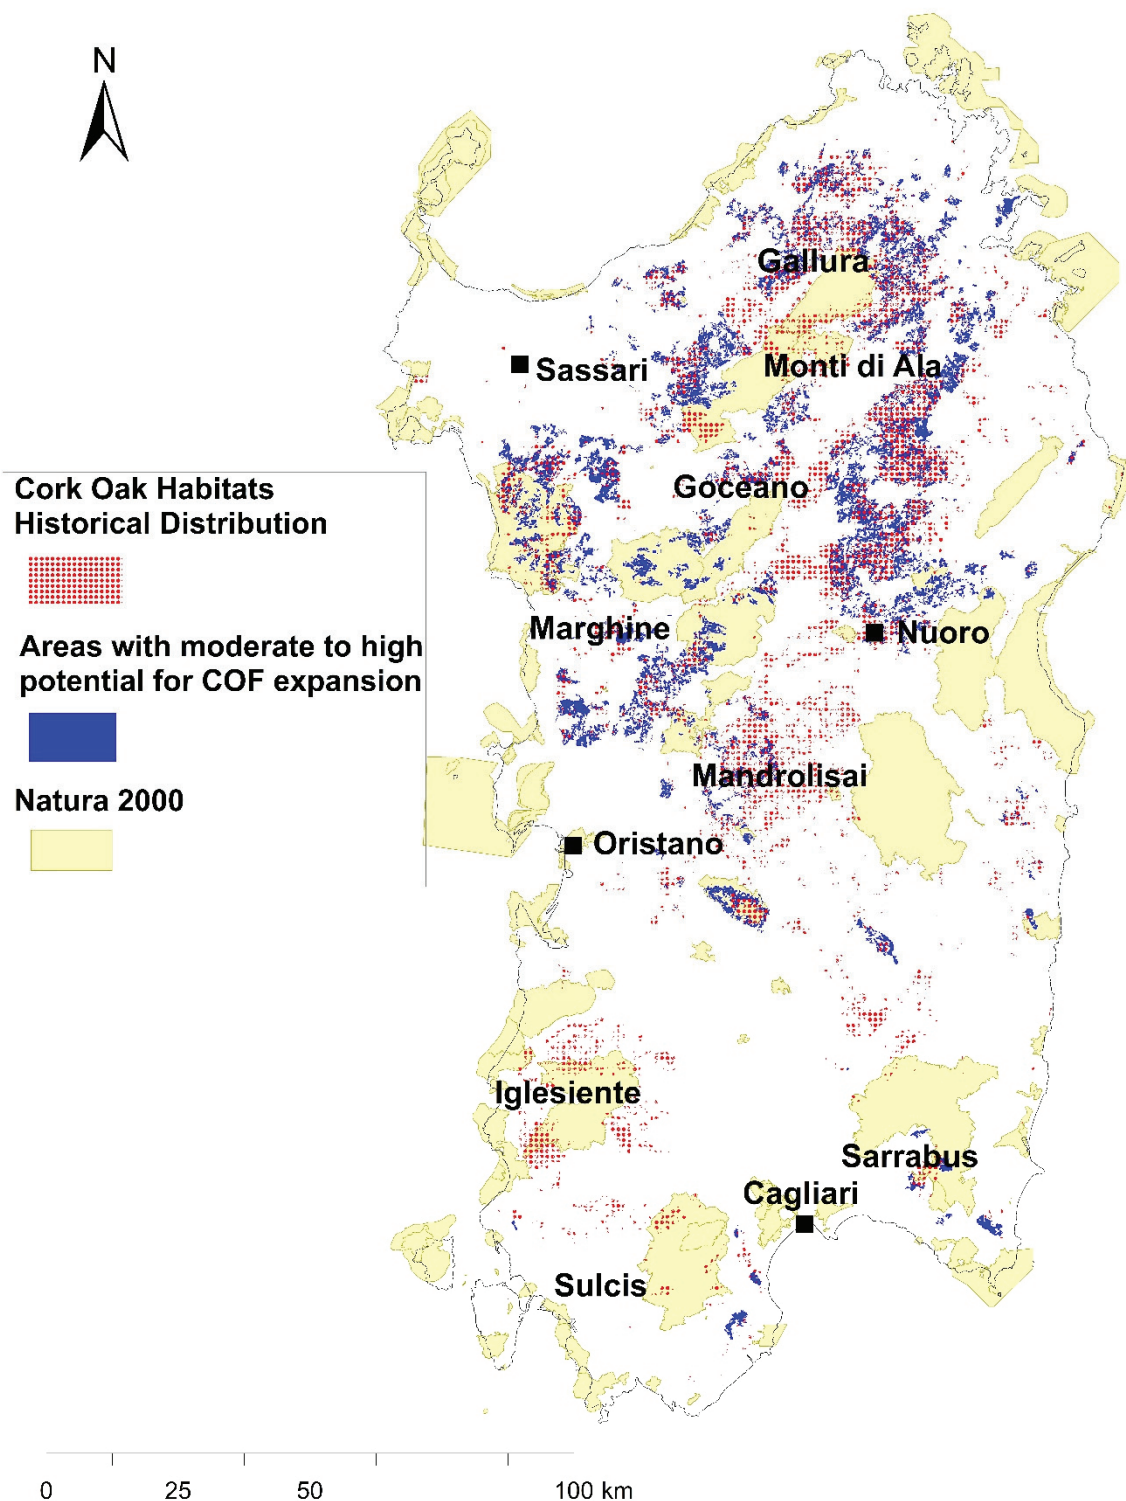 N
Gallura
Sassari
Monti di Ala
Goceano
Cork Oak Habitats
Historical Distribution
Areas with moderate to high
potential for COF expansion
Natura 2000
Marghine
Nuoro
Mandrolisai
Oristano
Iglesiente
Sarrabus
Cagliari
Sulcis
0 25 50 100 km